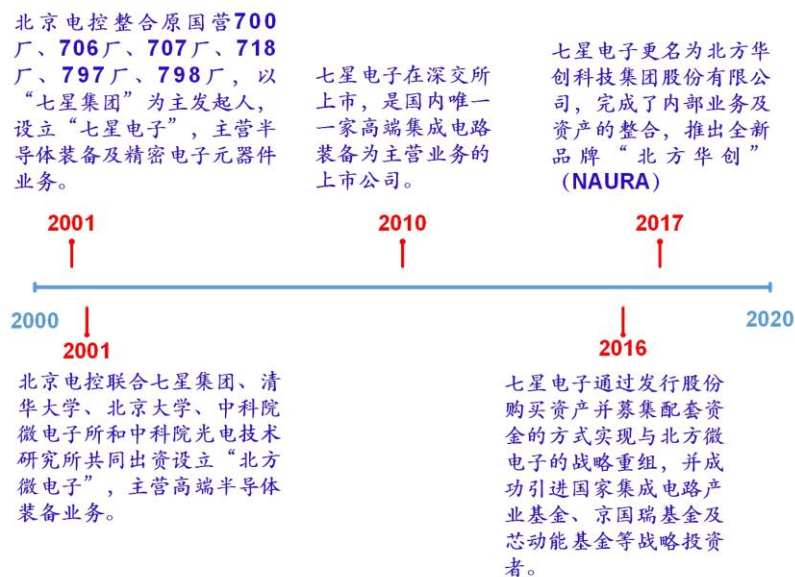 北京电控整合原国营700
厂、706厂、707厂、718
厂、797厂、798厂，以
“七星集团”为主发起人，
设立“七星电子”，主营半
导体装备及精密电子元器件
业务。
2001
七星电子在深交所
上市，是国内唯一
一家高端集成电路
装备为主营业务的
上市公司。
2010
七星电子更名为北方华
创科技集团股份有限公
司，完成了内部业务及
资产的整合，推出全新
品牌“北方华创”
（NAURA）
2017
2000
2020
2001
北京电控联合七星集团、清
华大学、北京大学、中科院
微电子所和中科院光电技术
研究所共同出资设立“北方
微电子”，主营高端半导体
装备业务。
2016
七星电子通过发行股份
购买资产并募集配套资
金的方式实现与北方微
电子的战略重组，并成
功引进国家集成电路产
业基金、京国瑞基金及
芯动能基金等战略投资
者。